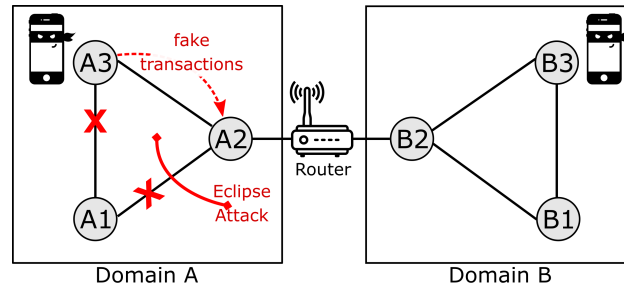 fake
transactions
A3
B3
A2
B2
Router
Eclipse
Attack
A1
B1
Domain A
Domain B